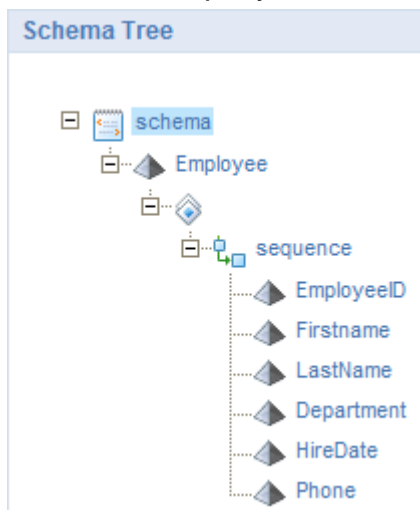 Schema Tree
schema
Employee
sequence
EmployeeID
Firstname
LastName
Department
HireDate
Phone